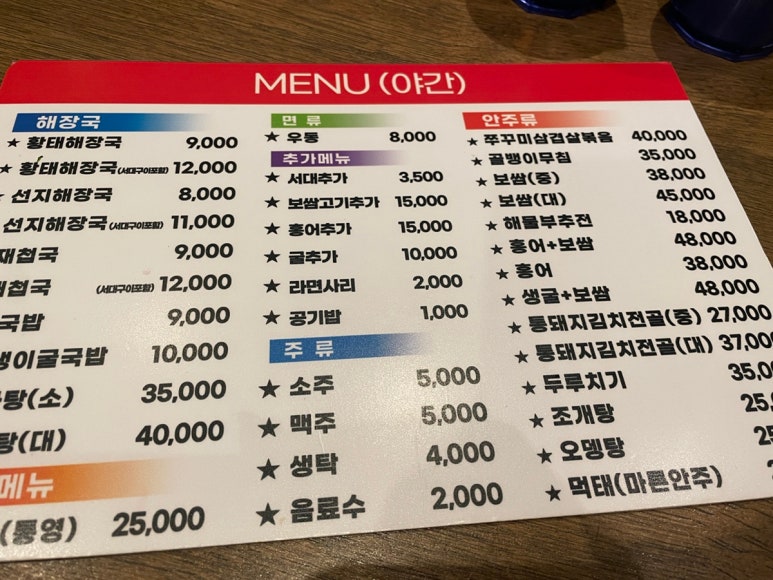 MENU (야간)
해장국
★ 황태해장국 9,000
★ 황태해장국(서대구이포함) 12,000
선지해장국 8,000
선지해장국(서대구이포함) 11,000
재첩국 9,000
첩국 (서대구이포함) 12,000
국밥 9,000
굴국밥 10,000
탕(소) 35,000
탕(대) 40,000
메뉴
(통영) 25,000
면 류
★ 우동 8,000
추가메뉴
★ 서대추가 3,500
★ 보쌈고기추가 15,000
★ 홍어추가 15,000
★ 굴추가 10,000
★ 라면사리 2,000
★ 공기밥 1,000
주 류
★ 소주 5,000
★ 맥주 5,000
★ 생탁 4,000
★ 음료수 2,000
안주류
★ 쭈꾸미삼겹살볶음 40,000
★ 골뱅이무침 35,000
★ 보쌈(중) 38,000
★ 보쌈(대) 45,000
★ 해물부추전 18,000
★ 홍어+보쌈 48,000
★ 홍어 38,000
★ 생굴+보쌈 48,000
★ 통돼지김치전골(중) 27,000
★ 통돼지김치전골(대) 37,000
★ 두루치기 35,0
★ 조개탕 25,
★ 오뎅탕
★ 먹태(마른안주)